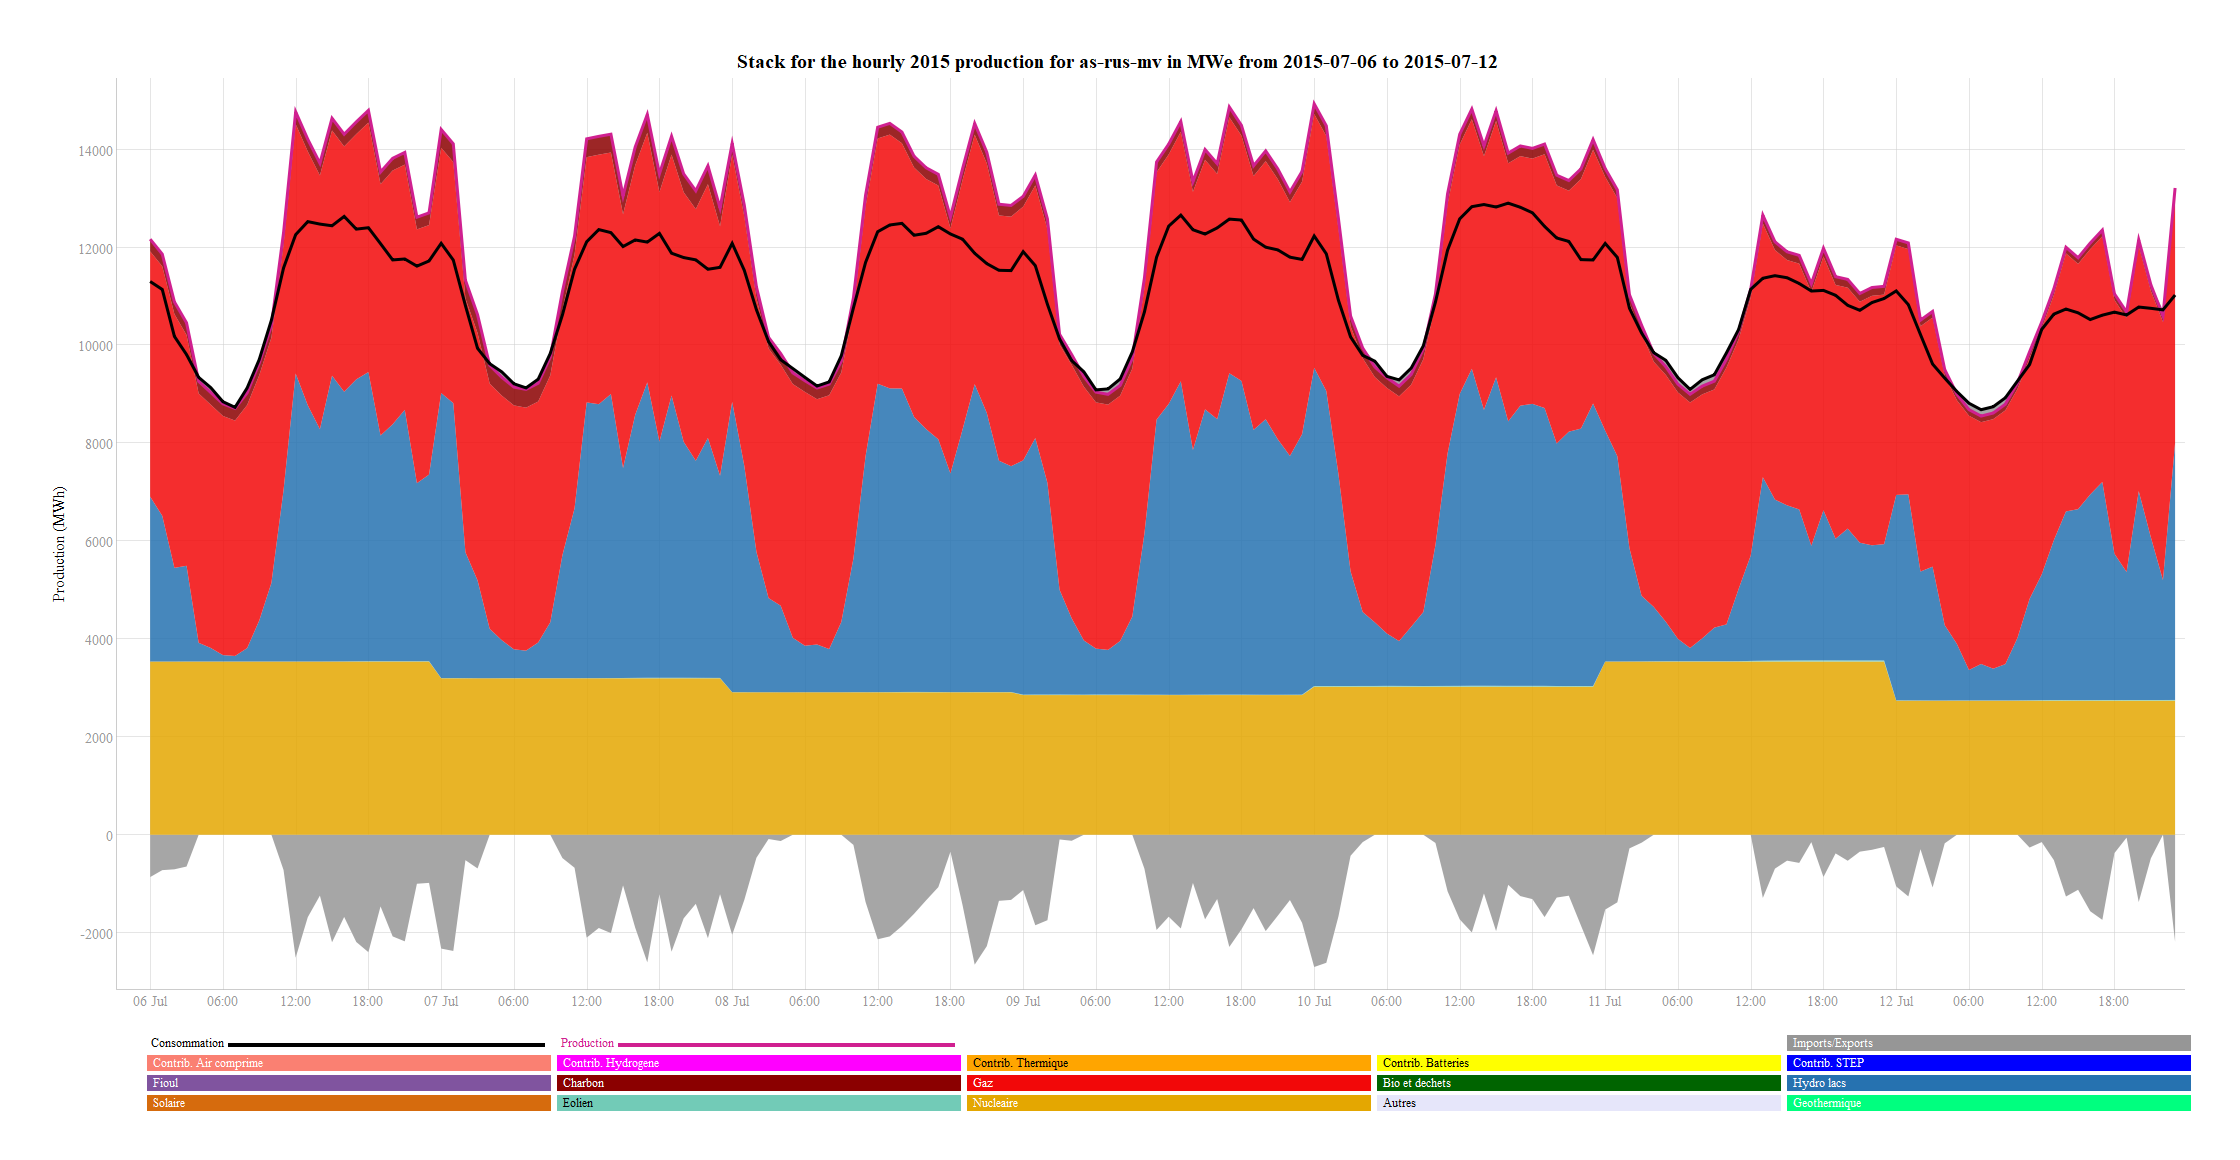 Stack for the hourly 2015 production for as-rus-mv in MWe from 2015-07-06 to 2015-07-12
Production (MWh)
14000
12000
10000
8000
6000
4000
2000
0
-2000
06 Jul 06:00 12:00 18:00 07 Jul 06:00 12:00 18:00 08 Jul 06:00 12:00 18:00 09 Jul 06:00 12:00 18:00 10 Jul 06:00 12:00 18:00 11 Jul 06:00 12:00 18:00 12 Jul 06:00 12:00 18:00
Consommation Production Imports/Exports
Contrib. Air comprime Contrib. Hydrogene Contrib. Thermique Contrib. Batteries Contrib. STEP
Fioul Charbon Gaz Bio et dechets Hydro lacs
Solaire Eolien Nucleaire Autres Geothermique